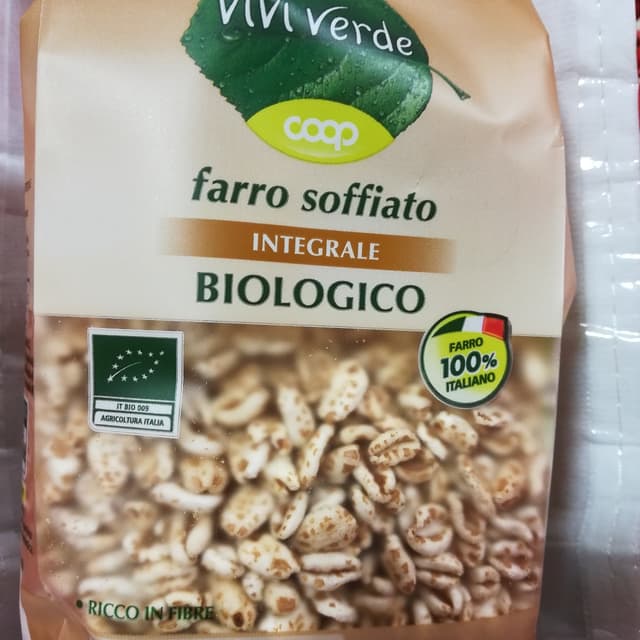 ViVi verde
coop
farro soffiato
INTEGRALE
BIOLOGICO
FARRO
100%
ITALIANO
IT BIO 009
AGRICOLTURA ITALIA
• RICCO IN FIBRE